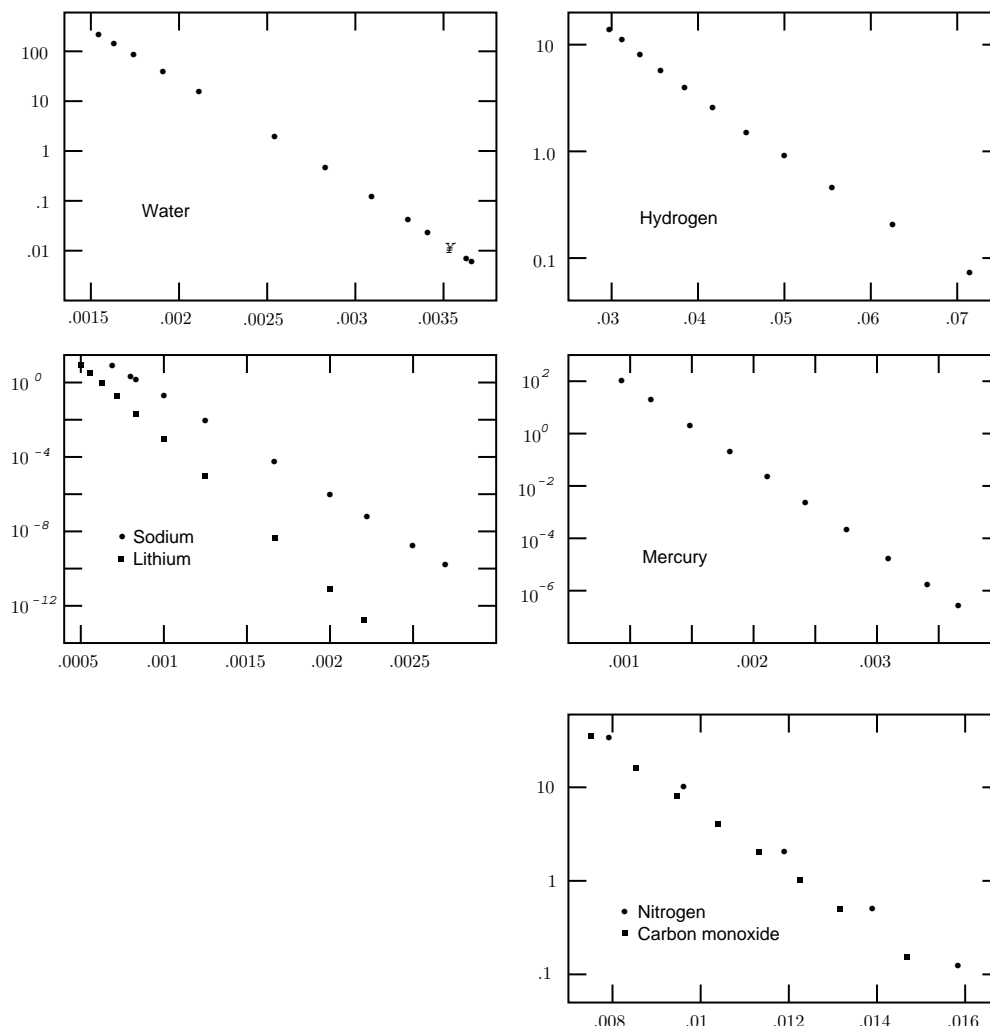 100
10
1
.1
.01
Water
¥
.0015 .002 .0025 .003 .0035
10
1.0
0.1
Hydrogen
.03 .04 .05 .06 .07
10^0
10^-4
10^-8
10^-12
Sodium
Lithium
.0005 .001 .0015 .002 .0025
10^2
10^0
10^-2
10^-4
10^-6
Mercury
.001 .002 .003
10
1
.1
Nitrogen
Carbon monoxide
.008 .01 .012 .014 .016